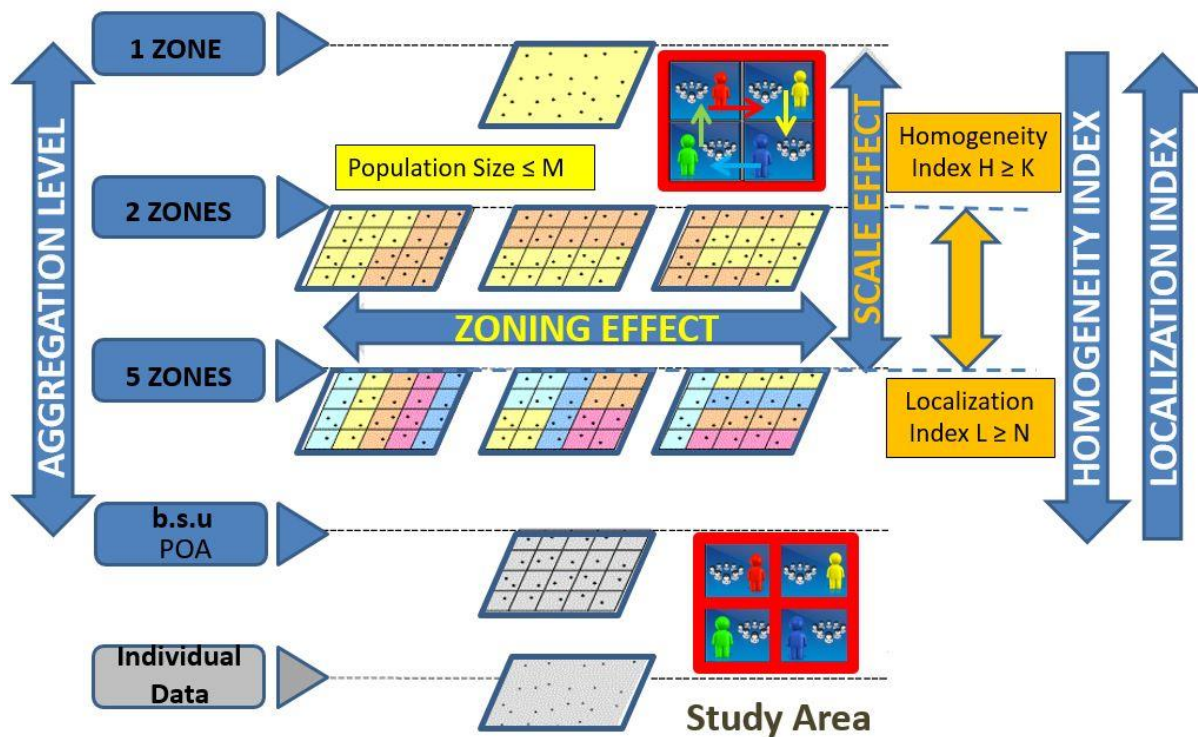 1 ZONE
AGGREGATION LEVEL
SCALE EFFECT
HOMOGENEITY INDEX
LOCALIZATION INDEX
Homogeneity
Index H ≥ K
Population Size ≤ M
2 ZONES
ZONING EFFECT
5 ZONES
Localization
Index L ≥ N
b.s.u
POA
Individual
Data
Study Area